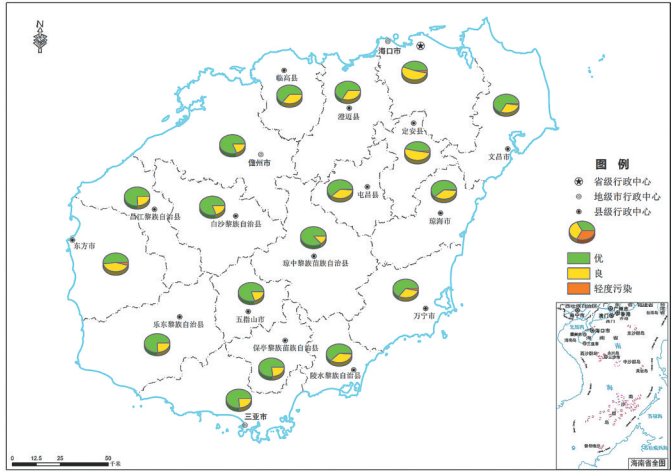 海口市
临高县
澄迈县
定安县
文昌市
儋州市
屯昌县
昌江黎族自治县
白沙黎族自治县
琼海市
东方市
琼中黎族苗族自治县
万宁市
五指山市
乐东黎族自治县
保亭黎族苗族自治县
陵水黎族自治县
三亚市
图 例
省级行政中心
地级市行政中心
县级行政中心
优
良
轻度污染
0 12.5 25 50
千米
海口市
海南省全图